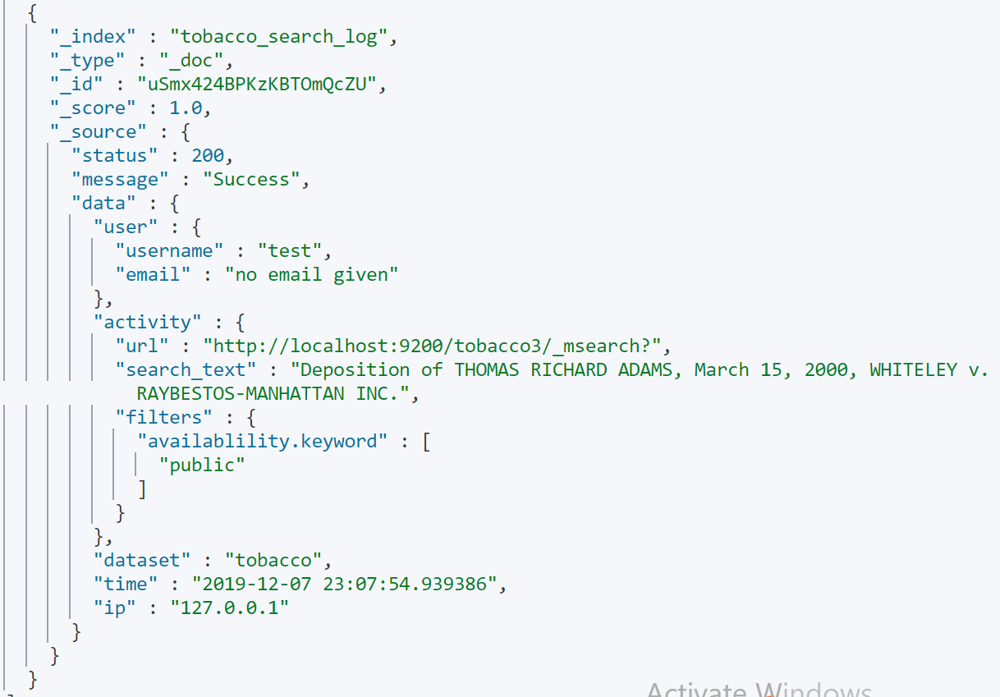 {
"_index" : "tobacco_search_log",
"_type" : "_doc",
"_id" : "uSmx424BPKzKBTOmQcZU",
"_score" : 1.0,
"_source" : {
"status" : 200,
"message" : "Success",
"data" : {
"user" : {
"username" : "test",
"email" : "no email given"
},
"activity" : {
"url" : "http://localhost:9200/tobacco3/_msearch?",
"search_text" : "Deposition of THOMAS RICHARD ADAMS, March 15, 2000, WHITELEY v.
RAYBESTOS-MANHATTAN INC.",
"filters" : {
"availablility.keyword" : [
"public"
]
}
},
"dataset" : "tobacco",
"time" : "2019-12-07 23:07:54.939386",
"ip" : "127.0.0.1"
}
}
}
Activate Windows